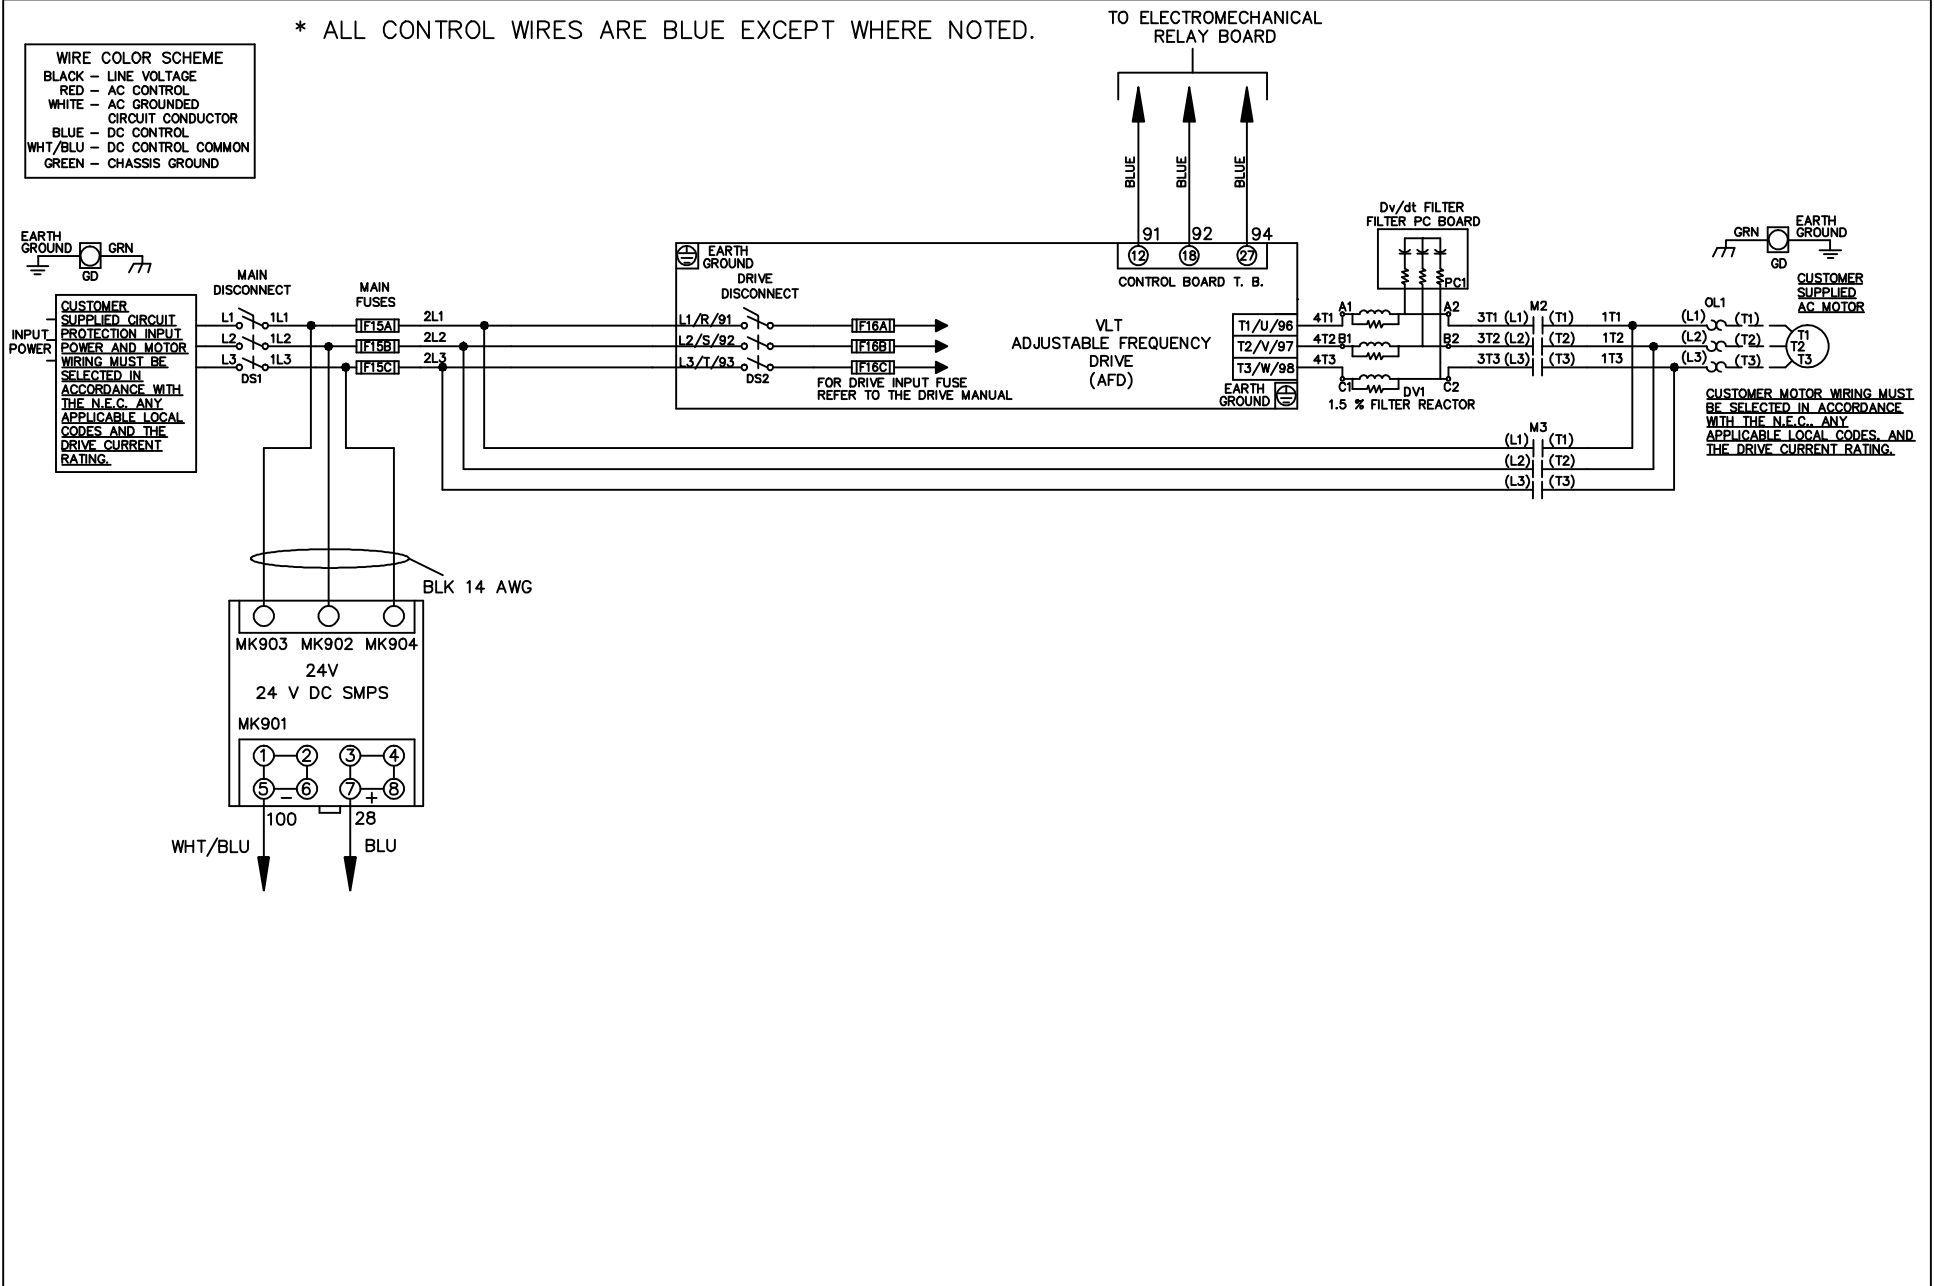 * ALL CONTROL WIRES ARE BLUE EXCEPT WHERE NOTED.
TO ELECTROMECHANICAL
RELAY BOARD
WIRE COLOR SCHEME
BLACK – LINE VOLTAGE
RED – AC CONTROL
WHITE – AC GROUNDED
CIRCUIT CONDUCTOR
BLUE – DC CONTROL
WHT/BLU – DC CONTROL COMMON
GREEN – CHASSIS GROUND
BLUE
BLUE
BLUE
91 92 94
12 18 27
CONTROL BOARD T. B.
EARTH
GROUND
GRN
GD
INPUT
POWER
CUSTOMER
SUPPLIED CIRCUIT
PROTECTION INPUT
POWER AND MOTOR
WIRING MUST BE
SELECTED IN
ACCORDANCE WITH
THE N.E.C. ANY
APPLICABLE LOCAL
CODES AND THE
DRIVE CURRENT
RATING.
MAIN
DISCONNECT
L1 1L1
L2 1L2
L3 1L3
DS1
MAIN
FUSES
F15A
F15B
F15C
2L1
2L2
2L3
EARTH
GROUND
DRIVE
DISCONNECT
L1/R/91
L2/S/92
L3/T/93
DS2
F16A
F16B
F16C
FOR DRIVE INPUT FUSE
REFER TO THE DRIVE MANUAL
VLT
ADJUSTABLE FREQUENCY
DRIVE
(AFD)
T1/U/96
T2/V/97
T3/W/98
EARTH
GROUND
Dv/dt FILTER
FILTER PC BOARD
PC1
4T1 A1 A2
4T2 B1 B2
4T3
C1 C2
DV1
1.5 % FILTER REACTOR
M2
3T1 (L1) (T1) 1T1
3T2 (L2) (T2) 1T2
3T3 (L3) (T3) 1T3
M3
(L1) (T1)
(L2) (T2)
(L3) (T3)
OL1
(L1) (T1)
(L2) (T2)
(L3) (T3)
T1
T2
T3
GRN
GD
EARTH
GROUND
CUSTOMER
SUPPLIED
AC MOTOR
CUSTOMER MOTOR WIRING MUST
BE SELECTED IN ACCORDANCE
WITH THE N.E.C., ANY
APPLICABLE LOCAL CODES, AND
THE DRIVE CURRENT RATING.
BLK 14 AWG
MK903 MK902 MK904
24V
24 V DC SMPS
MK901
1 2 3 4
5 6 7 8
– +
100 28
WHT/BLU BLU